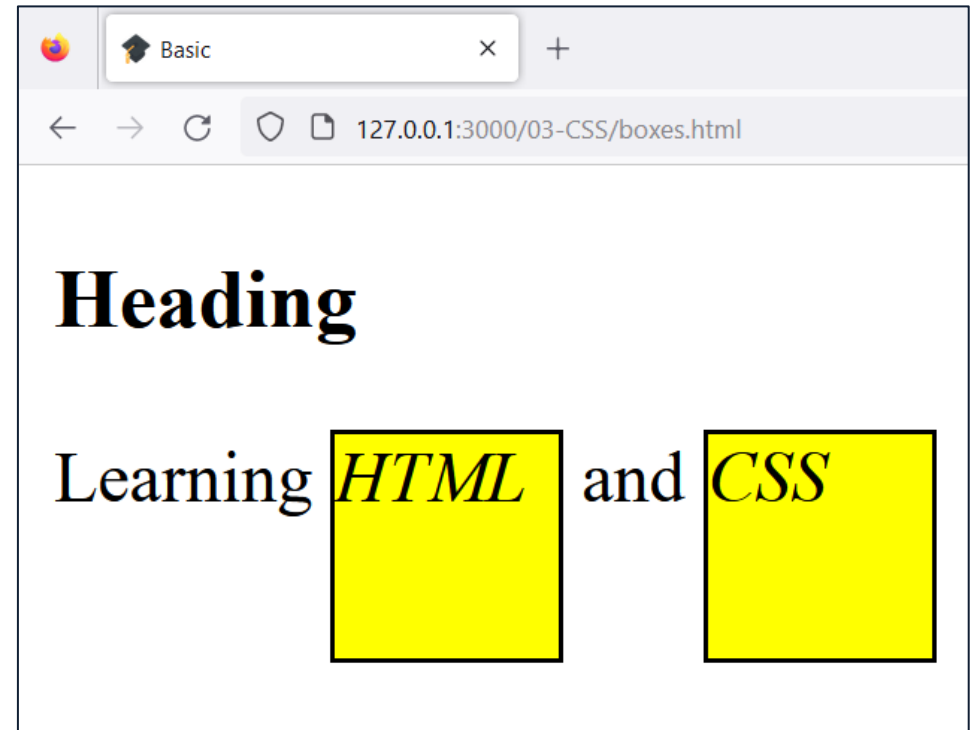 Basic
127.0.0.1:3000/03-CSS/boxes.html
Heading
Learning HTML and CSS